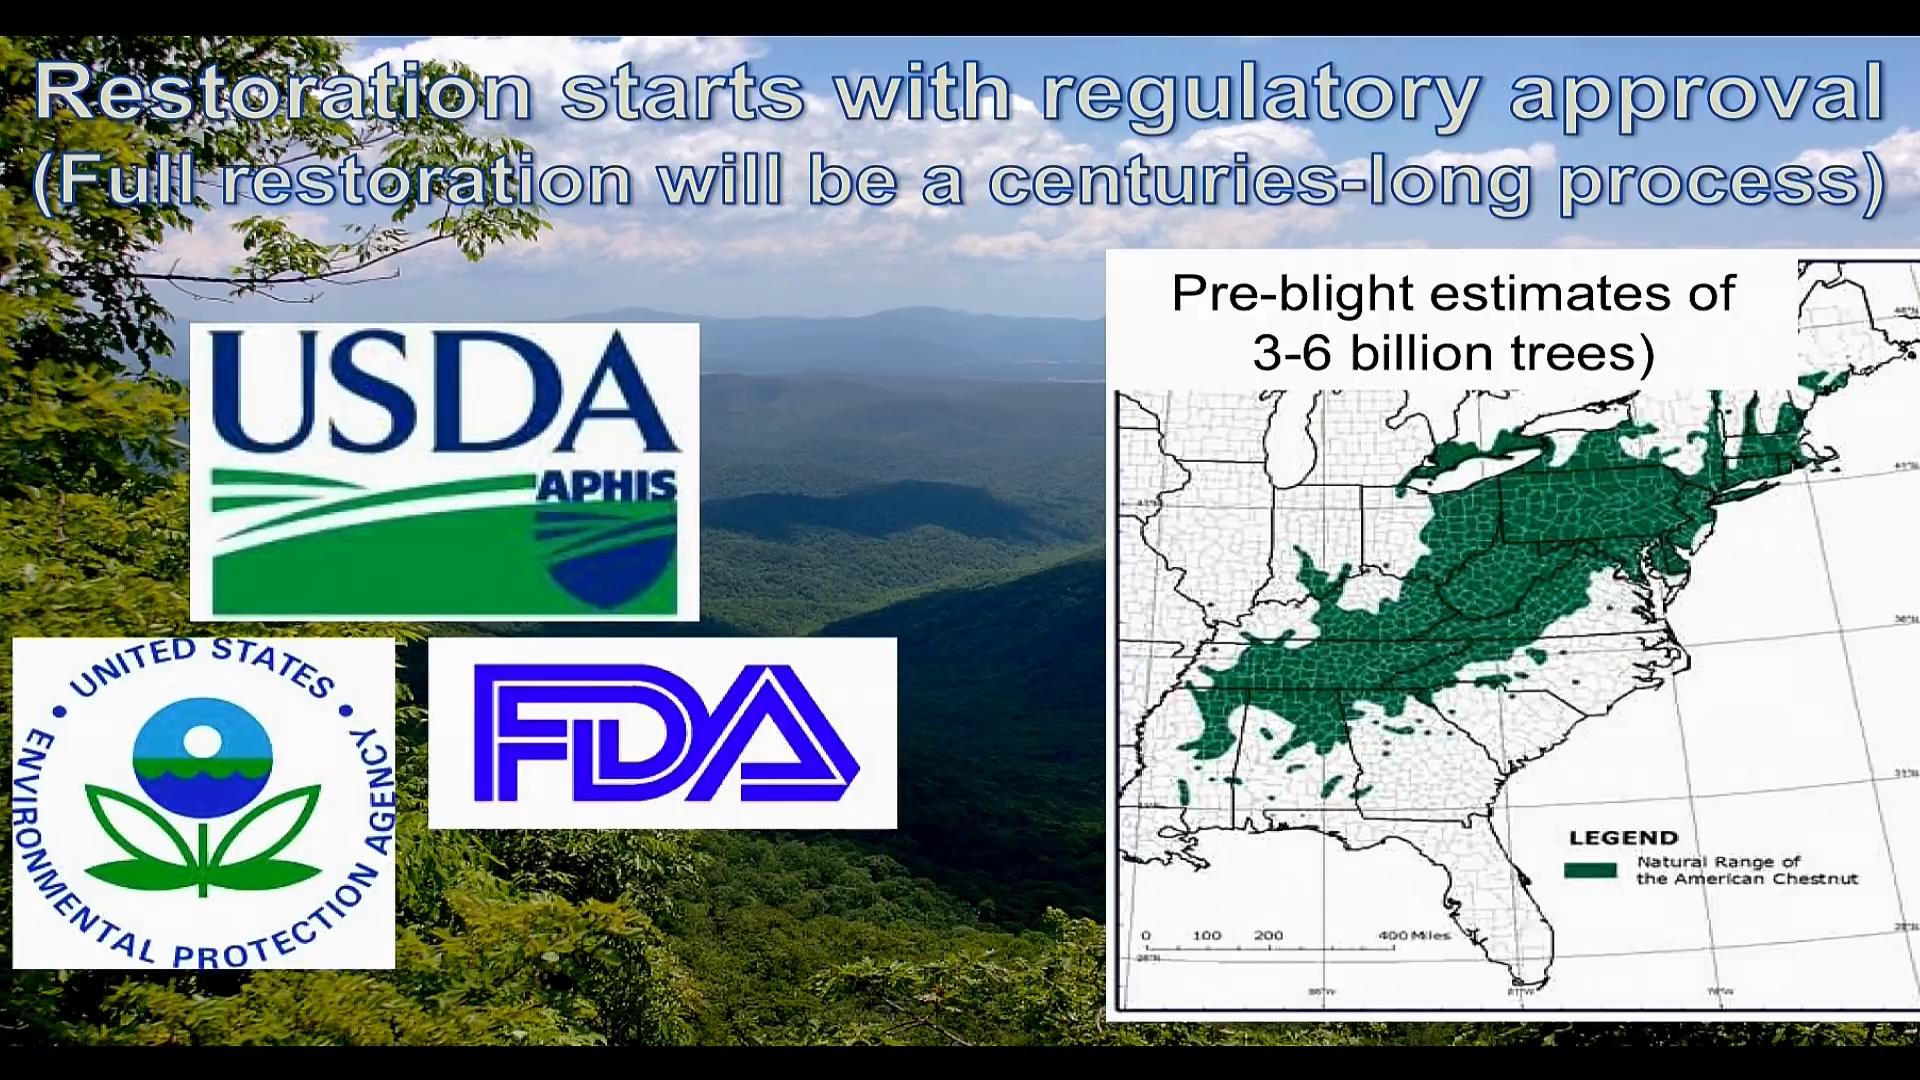 Restoration starts with regulatory approval
(Full restoration will be a centuries-long process)
Pre-blight estimates of
3-6 billion trees)
USDA
APHIS
UNITED STATES
ENVIRONMENTAL PROTECTION AGENCY
FDA
LEGEND
Natural Range of
the American Chestnut
0 100 200 400 Miles